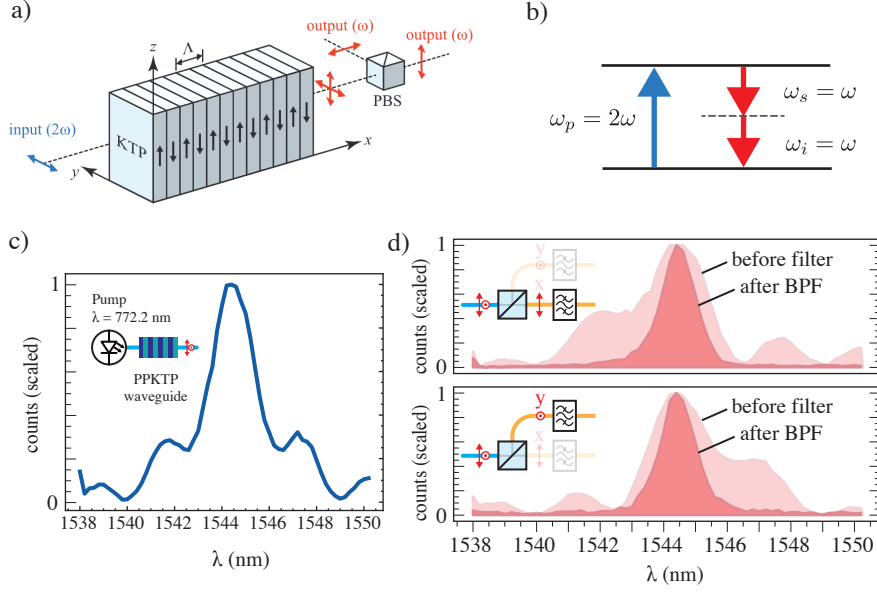 a)
z
Λ
output (ω)
output (ω)
PBS
input (2ω)
KTP
x
y
b)
ω_p = 2ω
ω_s = ω
ω_i = ω
c)
Pump
λ = 772.2 nm
PPKTP
waveguide
counts (scaled)
1
0
1538 1540 1542 1544 1546 1548 1550
λ (nm)
d)
y
x
before filter
after BPF
counts (scaled)
1
0
y
x
before filter
after BPF
counts (scaled)
1
0
1538 1540 1542 1544 1546 1548 1550
λ (nm)